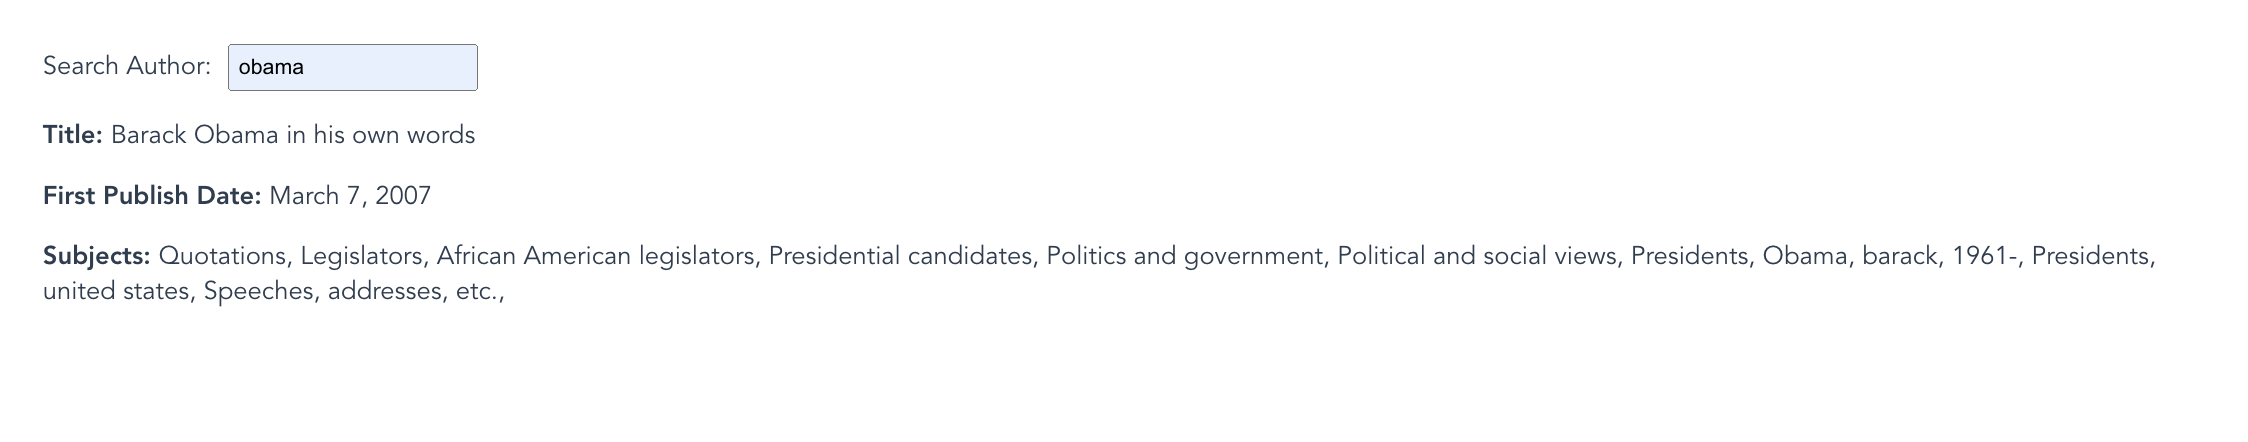 Search Author: obama
Title: Barack Obama in his own words
First Publish Date: March 7, 2007
Subjects: Quotations, Legislators, African American legislators, Presidential candidates, Politics and government, Political and social views, Presidents, Obama, barack, 1961-, Presidents,
united states, Speeches, addresses, etc.,